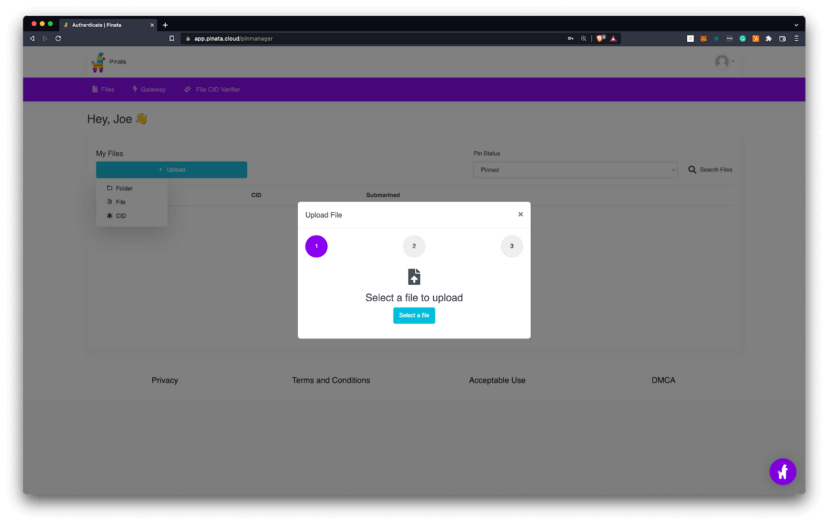 Authenticate | Pinata
app.pinata.cloud/pinmanager
Pinata
Files
Gateway
File CID Verifier
Hey, Joe 👋
My Files
Pin Status
+ Upload
Pinned
Search Files
Folder
File
CID
CID
Submarined
Upload File
×
1
2
3
Select a file to upload
Select a file
Privacy
Terms and Conditions
Acceptable Use
DMCA